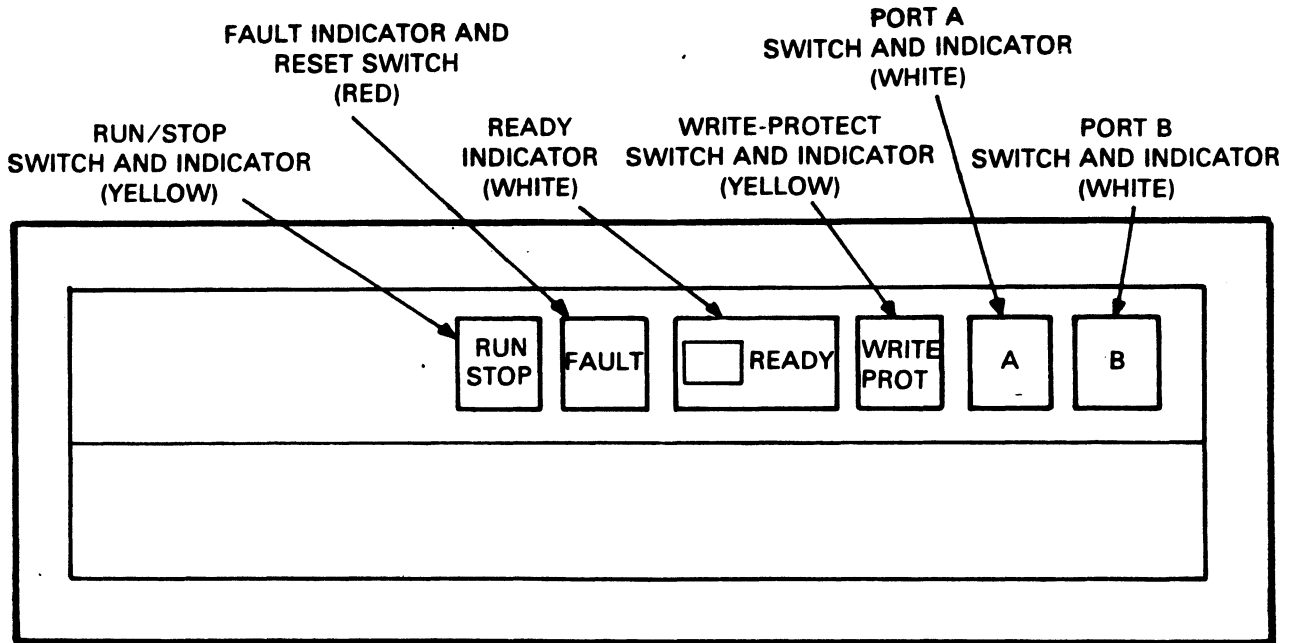 FAULT INDICATOR AND
RESET SWITCH
(RED)
PORT A
SWITCH AND INDICATOR
(WHITE)
RUN/STOP
SWITCH AND INDICATOR
(YELLOW)
READY
INDICATOR
(WHITE)
WRITE-PROTECT
SWITCH AND INDICATOR
(YELLOW)
PORT B
SWITCH AND INDICATOR
(WHITE)
RUN
STOP
FAULT
READY
WRITE
PROT
A
B